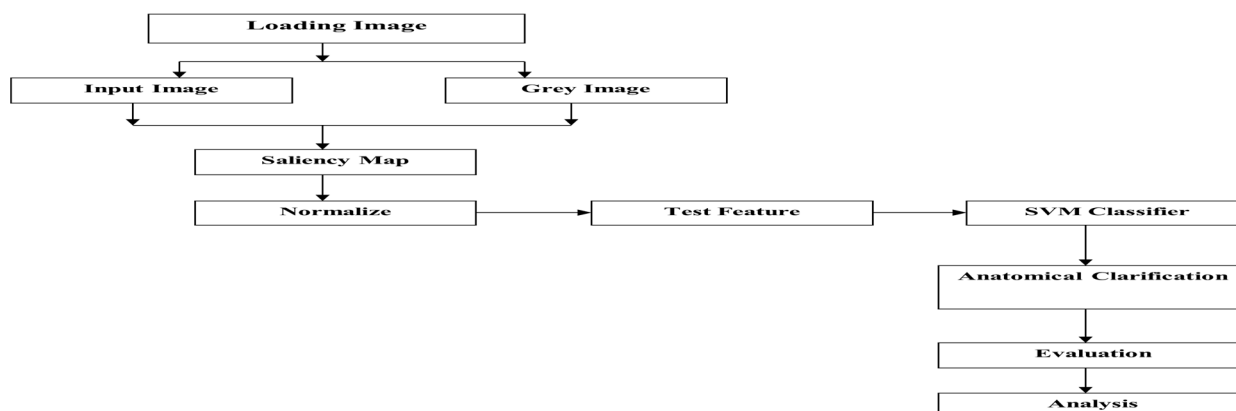 Loading Image
Input Image
Grey Image
Saliency Map
Normalize
Test Feature
SVM Classifier
Anatomical Clarification
Evaluation
Analysis